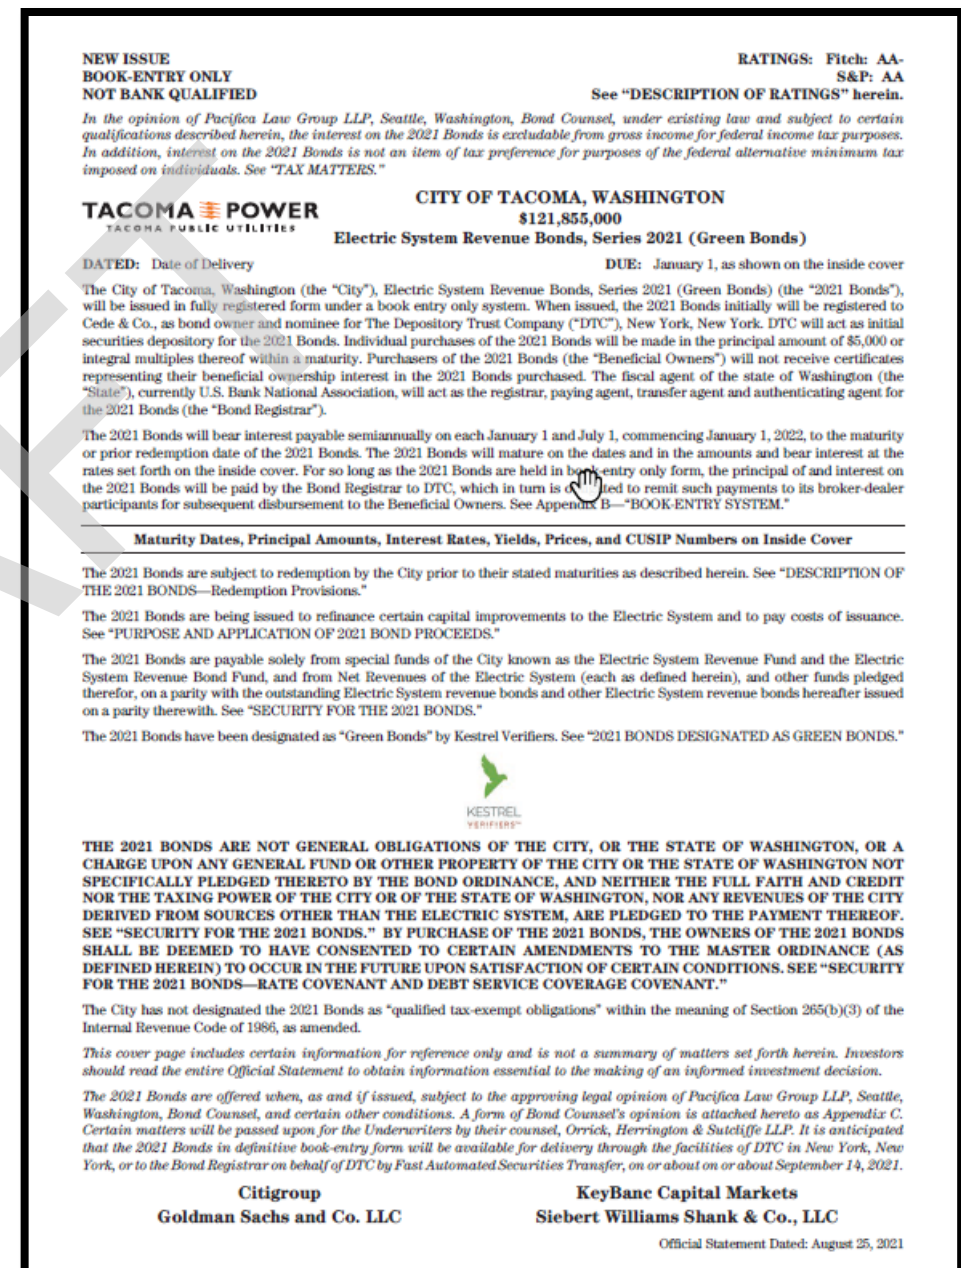 NEW ISSUE
BOOK-ENTRY ONLY
NOT BANK QUALIFIED
RATINGS: Fitch: AA-
S&P: AA
See “DESCRIPTION OF RATINGS” herein.
In the opinion of Pacifica Law Group LLP, Seattle, Washington, Bond Counsel, under existing law and subject to certain
qualifications described herein, the interest on the 2021 Bonds is excludable from gross income for federal income tax purposes.
In addition, interest on the 2021 Bonds is not an item of tax preference for purposes of the federal alternative minimum tax
imposed on individuals. See “TAX MATTERS.”
TACOMA POWER
TACOMA PUBLIC UTILITIES
CITY OF TACOMA, WASHINGTON
$121,855,000
Electric System Revenue Bonds, Series 2021 (Green Bonds)
DATED: Date of Delivery
DUE: January 1, as shown on the inside cover
The City of Tacoma, Washington (the “City”), Electric System Revenue Bonds, Series 2021 (Green Bonds) (the “2021 Bonds”),
will be issued in fully registered form under a book entry only system. When issued, the 2021 Bonds initially will be registered to
Cede & Co., as bond owner and nominee for The Depository Trust Company (“DTC”), New York, New York. DTC will act as initial
securities depository for the 2021 Bonds. Individual purchases of the 2021 Bonds will be made in the principal amount of $5,000 or
integral multiples thereof within a maturity. Purchasers of the 2021 Bonds (the “Beneficial Owners”) will not receive certificates
representing their beneficial ownership interest in the 2021 Bonds purchased. The fiscal agent of the state of Washington (the
“State”), currently U.S. Bank National Association, will act as the registrar, paying agent, transfer agent and authenticating agent for
the 2021 Bonds (the “Bond Registrar”).
The 2021 Bonds will bear interest payable semiannually on each January 1 and July 1, commencing January 1, 2022, to the maturity
or prior redemption date of the 2021 Bonds. The 2021 Bonds will mature on the dates and in the amounts and bear interest at the
rates set forth on the inside cover. For so long as the 2021 Bonds are held in book-entry only form, the principal of and interest on
the 2021 Bonds will be paid by the Bond Registrar to DTC, which in turn is to remit such payments to its broker-dealer
participants for subsequent disbursement to the Beneficial Owners. See Appendix B—“BOOK-ENTRY SYSTEM.”
Maturity Dates, Principal Amounts, Interest Rates, Yields, Prices, and CUSIP Numbers on Inside Cover
The 2021 Bonds are subject to redemption by the City prior to their stated maturities as described herein. See “DESCRIPTION OF
THE 2021 BONDS—Redemption Provisions.”
The 2021 Bonds are being issued to refinance certain capital improvements to the Electric System and to pay costs of issuance.
See “PURPOSE AND APPLICATION OF 2021 BOND PROCEEDS.”
The 2021 Bonds are payable solely from special funds of the City known as the Electric System Revenue Fund and the Electric
System Revenue Bond Fund, and from Net Revenues of the Electric System (each as defined herein), and other funds pledged
therefor, on a parity with the outstanding Electric System revenue bonds and other Electric System revenue bonds hereafter issued
on a parity therewith. See “SECURITY FOR THE 2021 BONDS.”
The 2021 Bonds have been designated as “Green Bonds” by Kestrel Verifiers. See “2021 BONDS DESIGNATED AS GREEN BONDS.”
KESTREL
VERIFIERS™
THE 2021 BONDS ARE NOT GENERAL OBLIGATIONS OF THE CITY, OR THE STATE OF WASHINGTON, OR A
CHARGE UPON ANY GENERAL FUND OR OTHER PROPERTY OF THE CITY OR THE STATE OF WASHINGTON NOT
SPECIFICALLY PLEDGED THERETO BY THE BOND ORDINANCE, AND NEITHER THE FULL FAITH AND CREDIT
NOR THE TAXING POWER OF THE CITY OR OF THE STATE OF WASHINGTON, NOR ANY REVENUES OF THE CITY
DERIVED FROM SOURCES OTHER THAN THE ELECTRIC SYSTEM, ARE PLEDGED TO THE PAYMENT THEREOF.
SEE “SECURITY FOR THE 2021 BONDS.” BY PURCHASE OF THE 2021 BONDS, THE OWNERS OF THE 2021 BONDS
SHALL BE DEEMED TO HAVE CONSENTED TO CERTAIN AMENDMENTS TO THE MASTER ORDINANCE (AS
DEFINED HEREIN) TO OCCUR IN THE FUTURE UPON SATISFACTION OF CERTAIN CONDITIONS. SEE “SECURITY
FOR THE 2021 BONDS—RATE COVENANT AND DEBT SERVICE COVERAGE COVENANT.”
The City has not designated the 2021 Bonds as “qualified tax-exempt obligations” within the meaning of Section 265(b)(3) of the
Internal Revenue Code of 1986, as amended.
This cover page includes certain information for reference only and is not a summary of matters set forth herein. Investors
should read the entire Official Statement to obtain information essential to the making of an informed investment decision.
The 2021 Bonds are offered when, as and if issued, subject to the approving legal opinion of Pacifica Law Group LLP, Seattle,
Washington, Bond Counsel, and certain other conditions. A form of Bond Counsel’s opinion is attached hereto as Appendix C.
Certain matters will be passed upon for the Underwriters by their counsel, Orrick, Herrington & Sutcliffe LLP. It is anticipated
that the 2021 Bonds in definitive book-entry form will be available for delivery through the facilities of DTC in New York, New
York, or to the Bond Registrar on behalf of DTC by Fast Automated Securities Transfer, on or about on or about September 14, 2021.
Citigroup
Goldman Sachs and Co. LLC
KeyBanc Capital Markets
Siebert Williams Shank & Co., LLC
Official Statement Dated: August 25, 2021